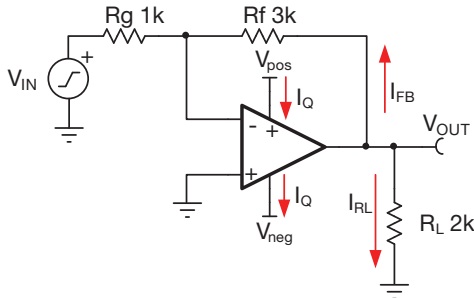 Rg 1k
Rf 3k
Vpos
IQ
IFB
VIN
+
-
+
+
VOUT
IQ
IRL
Vneg
RL 2k